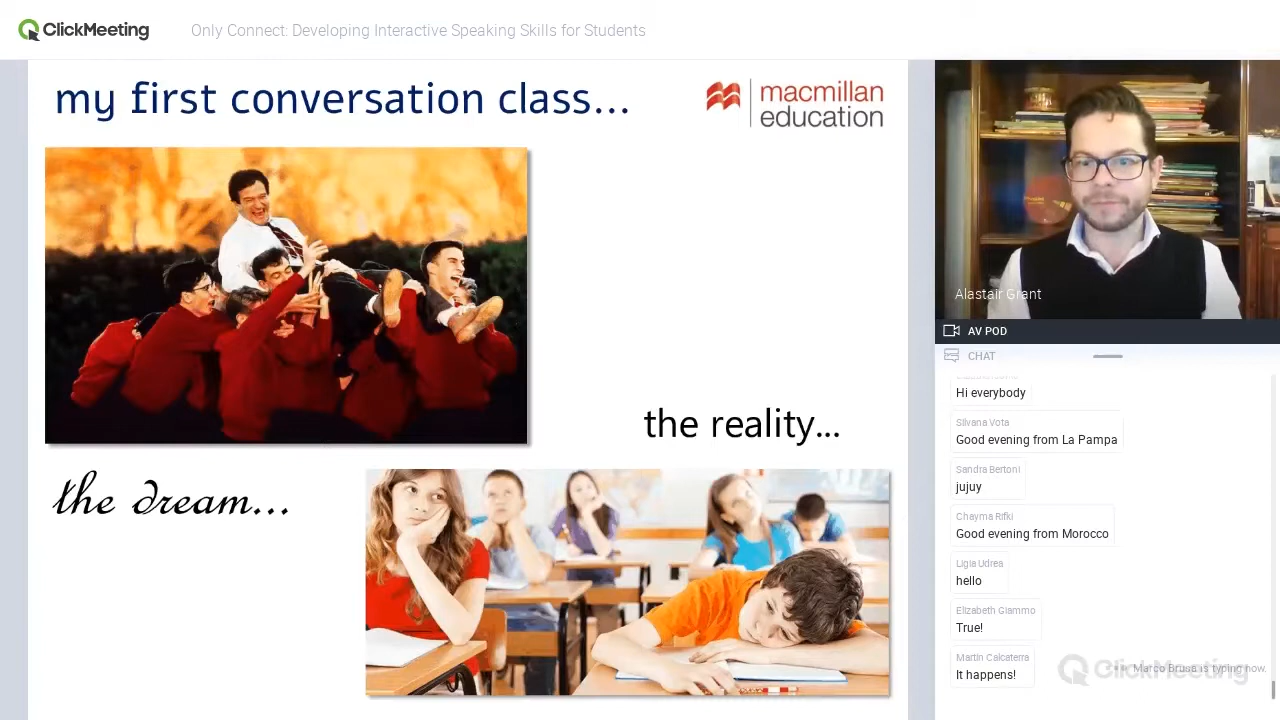 ClickMeeting
Only Connect: Developing Interactive Speaking Skills for Students
my first conversation class...
macmillan
education
the reality...
the dream...
Alastair Grant
AV POD
CHAT
Hi everybody
Silvana Vota
Good evening from La Pampa
Sandra Bertoni
jujuy
Chayma Rifki
Good evening from Morocco
Ligia Udrea
hello
Elizabeth Giammo
True!
Martín Calcaterra
It happens!
Marco Brusa is typing now.
ClickMeeting